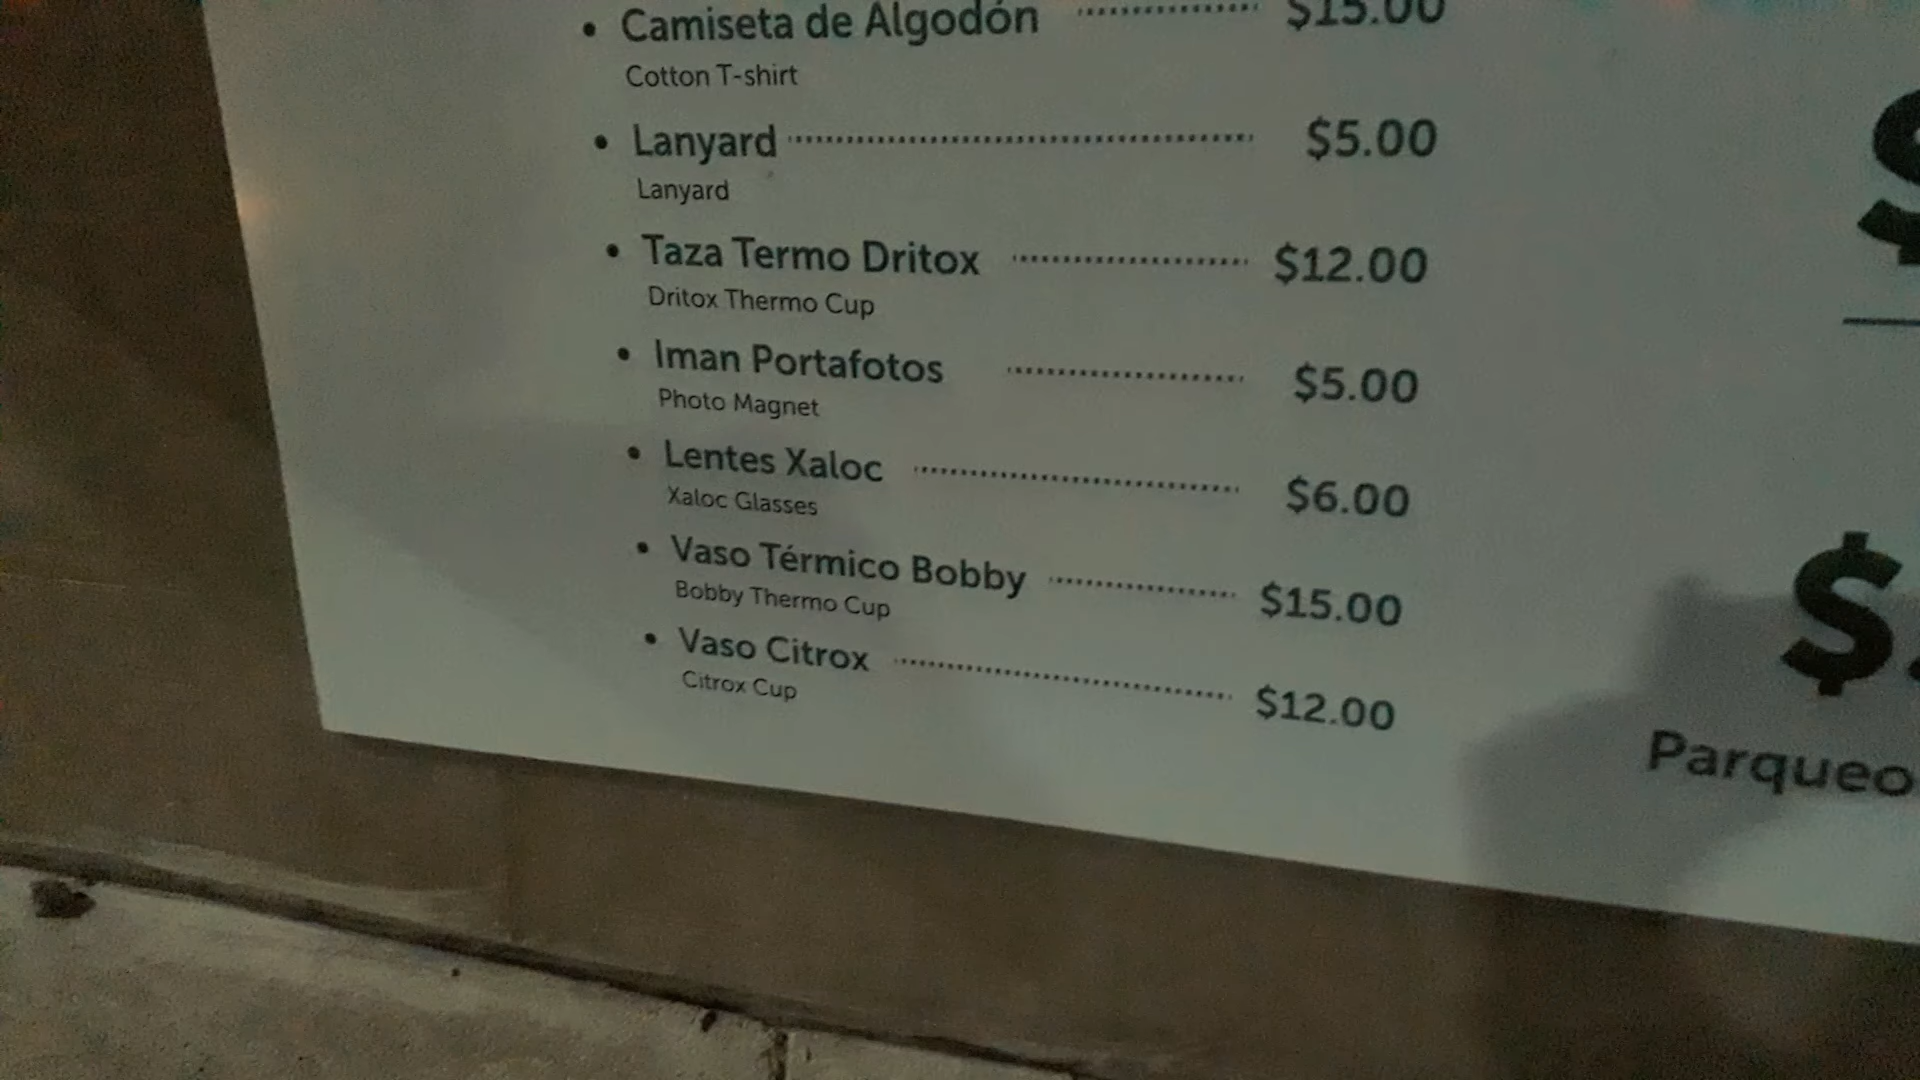 • Camiseta de Algodón ........ $15.00
Cotton T-shirt
• Lanyard ........ $5.00
Lanyard
• Taza Termo Dritox ........ $12.00
Dritox Thermo Cup
• Iman Portafotos ........ $5.00
Photo Magnet
• Lentes Xaloc ........ $6.00
Xaloc Glasses
• Vaso Térmico Bobby ........ $15.00
Bobby Thermo Cup
• Vaso Citrox ........ $12.00
Citrox Cup
$
$
Parqueo